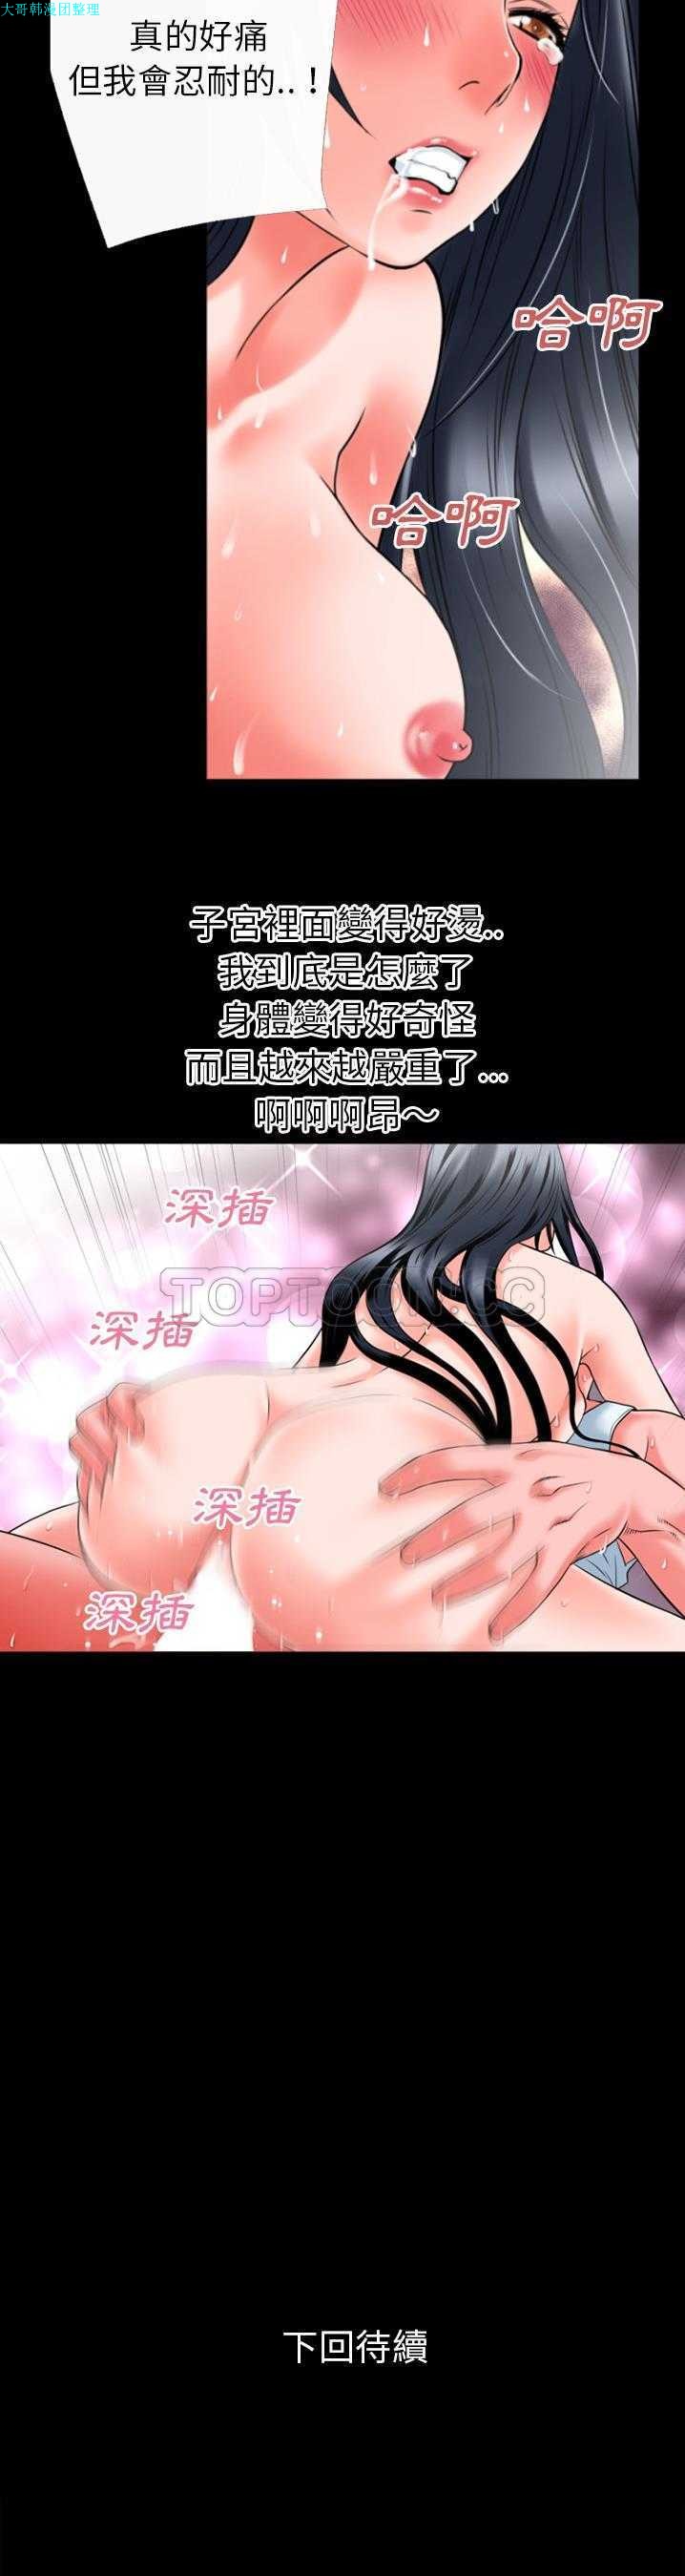 大哥韩漫团整理
真的好痛
但我會忍耐的..！
哈啊
哈啊
子宮裡面變得好燙..
我到底是怎麼了
身體變得好奇怪
而且越來越嚴重了...
啊啊啊昂～
深插
TOPTOON.CC
深插
深插
深插
下回待續